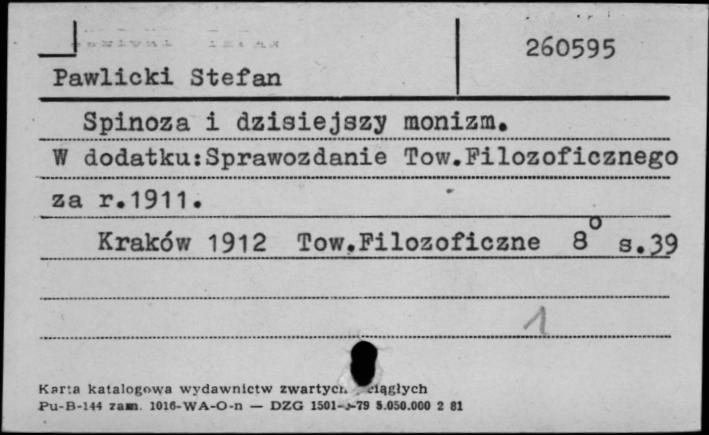 260595
Pawlicki Stefan
Spinoza i dzisiejszy monizm.
W dodatku:Sprawozdanie Tow.Filozoficznego
za r.1911.
Kraków 1912 Tow.Filozoficzne 8° s.39
1
Karta katalogowa wydawnictw zwartych ciągłych
Pu-B-144 zam. 1016-WA-O-n — DZG 1501- -79 5.050.000 2 81